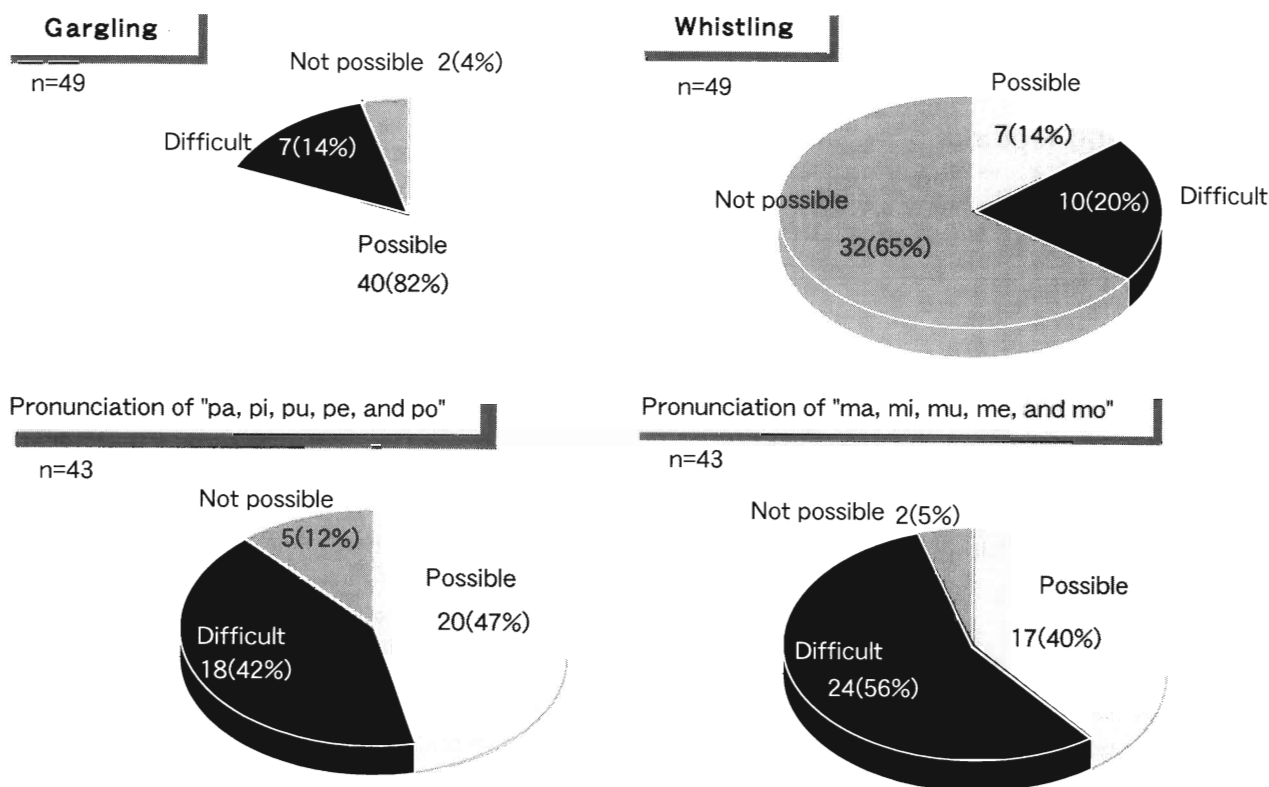 Gargling
n=49
Not possible 2(4%)
Difficult
7(14%)
Possible
40(82%)
Whistling
n=49
Possible
7(14%)
Not possible
10(20%)
Difficult
32(65%)
Pronunciation of "pa, pi, pu, pe, and po"
n=43
Not possible
5(12%)
Possible
20(47%)
Difficult
18(42%)
Pronunciation of "ma, mi, mu, me, and mo"
n=43
Not possible 2(5%)
Possible
17(40%)
Difficult
24(56%)